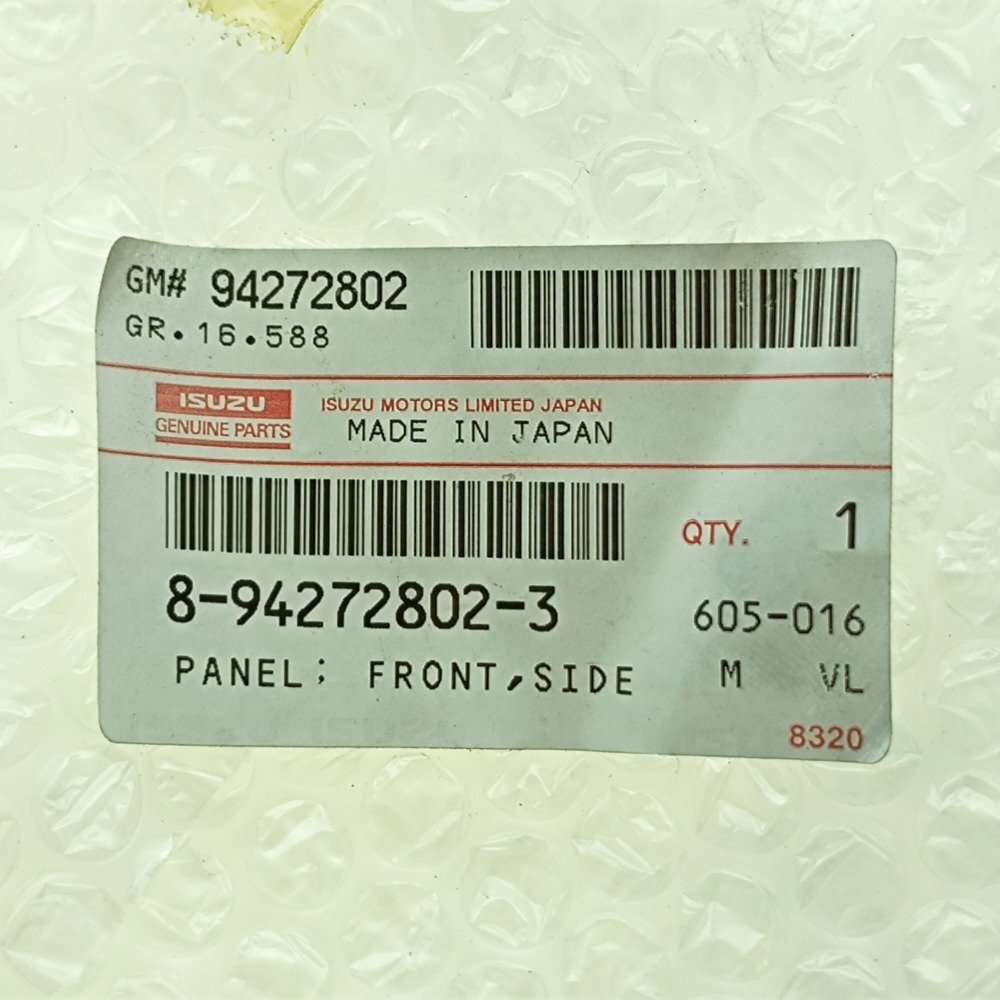 GM# 94272802
GR.16.588
ISUZU
GENUINE PARTS
ISUZU MOTORS LIMITED JAPAN
MADE IN JAPAN
QTY. 1
8-94272802-3
605-016
PANEL; FRONT,SIDE
M VL
8320